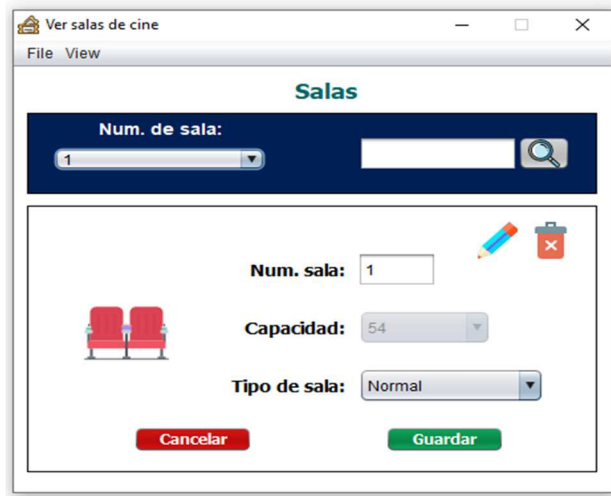 Ver salas de cine
File View
Salas
Num. de sala:
1
Num. sala: 1
Capacidad: 54
Tipo de sala: Normal
Cancelar Guardar